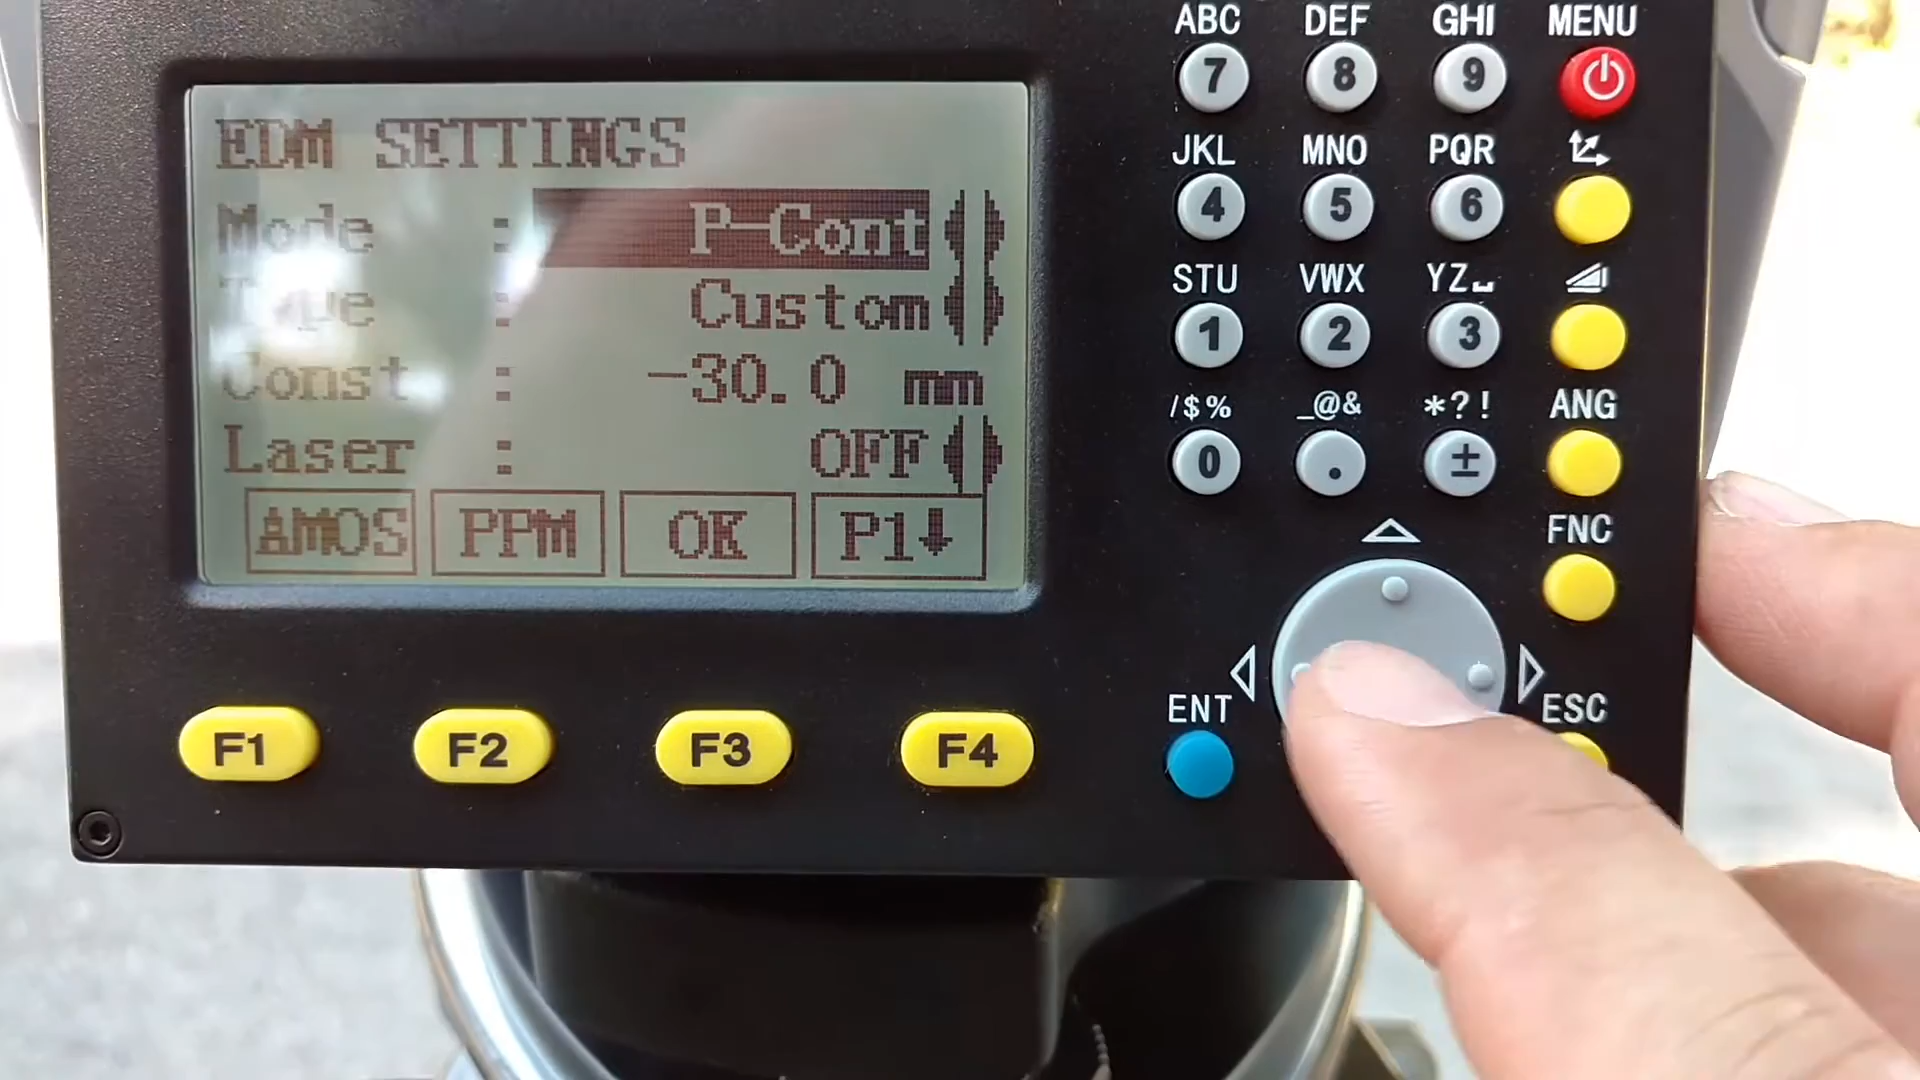 EDM SETTINGS
Mode : P-Cont
Type : Custom
Const : -30.0 mm
Laser : OFF
AMOS PPM OK P1↓
F1 F2 F3 F4
ABC DEF GHI MENU
7 8 9
JKL MNO PQR
4 5 6
STU VWX YZ␣
1 2 3
/$% _@& *?! ANG
0 . ±
FNC
ENT ESC